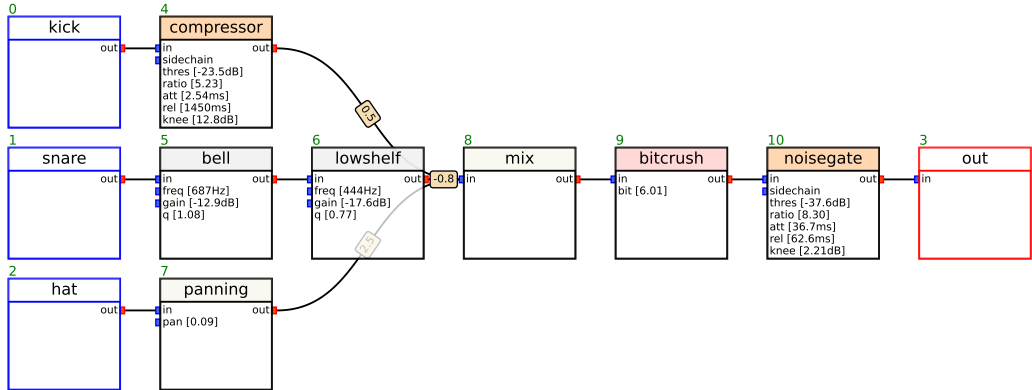 0
kick
out
4
compressor
in out
sidechain
thres [-23.5dB]
ratio [5.23]
att [2.54ms]
rel [1450ms]
knee [12.8dB]
0.5
1
snare
out
5
bell
in out
freq [687Hz]
gain [-12.9dB]
q [1.08]
6
lowshelf
in out
freq [444Hz]
gain [-17.6dB]
q [0.77]
-0.8
8
mix
in out
9
bitcrush
in out
bit [6.01]
10
noisegate
in out
sidechain
thres [-37.6dB]
ratio [8.30]
att [36.7ms]
rel [62.6ms]
knee [2.21dB]
3
out
in
2.5
2
hat
out
7
panning
in out
pan [0.09]